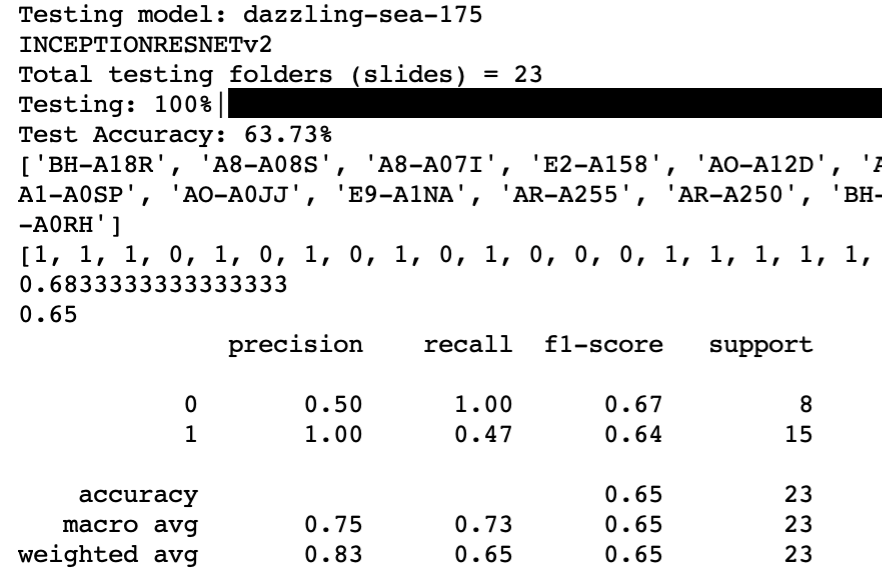 Testing model: dazzling-sea-175
INCEPTIONRESNETv2
Total testing folders (slides) = 23
Testing: 100%|
Test Accuracy: 63.73%
['BH-A18R', 'A8-A08S', 'A8-A07I', 'E2-A158', 'AO-A12D', 'A
A1-A0SP', 'AO-A0JJ', 'E9-A1NA', 'AR-A255', 'AR-A250', 'BH-
-A0RH']
[1, 1, 1, 0, 1, 0, 1, 0, 1, 0, 1, 0, 0, 0, 1, 1, 1, 1, 1,
0.6833333333333333
0.65
precision recall f1-score support
0 0.50 1.00 0.67 8
1 1.00 0.47 0.64 15
accuracy 0.65 23
macro avg 0.75 0.73 0.65 23
weighted avg 0.83 0.65 0.65 23